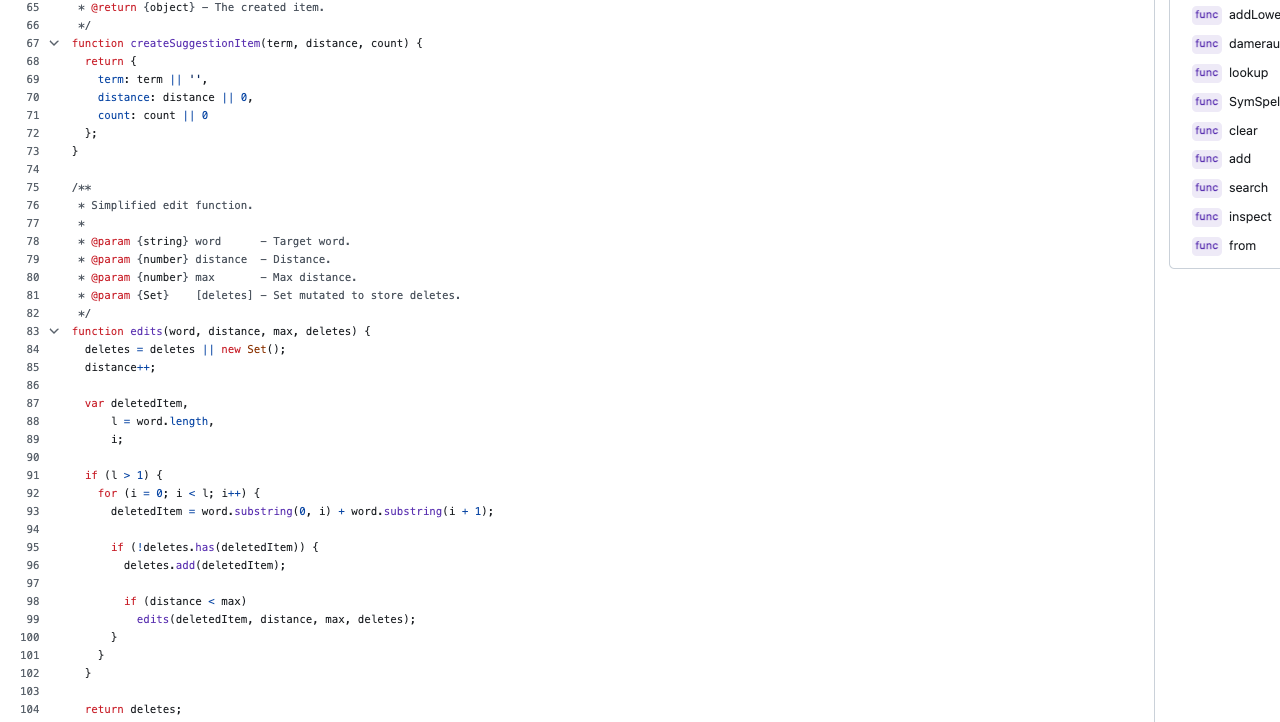 65 * @return {object} - The created item.
66 */
67 function createSuggestionItem(term, distance, count) {
68 return {
69 term: term || '',
70 distance: distance || 0,
71 count: count || 0
72 };
73 }
74
75 /**
76 * Simplified edit function.
77 *
78 * @param {string} word - Target word.
79 * @param {number} distance - Distance.
80 * @param {number} max - Max distance.
81 * @param {Set} [deletes] - Set mutated to store deletes.
82 */
83 function edits(word, distance, max, deletes) {
84 deletes = deletes || new Set();
85 distance++;
86
87 var deletedItem,
88 l = word.length,
89 i;
90
91 if (l > 1) {
92 for (i = 0; i < l; i++) {
93 deletedItem = word.substring(0, i) + word.substring(i + 1);
94
95 if (!deletes.has(deletedItem)) {
96 deletes.add(deletedItem);
97
98 if (distance < max)
99 edits(deletedItem, distance, max, deletes);
100 }
101 }
102 }
103
104 return deletes;
func addLowe
func damerau
func lookup
func SymSpel
func clear
func add
func search
func inspect
func from